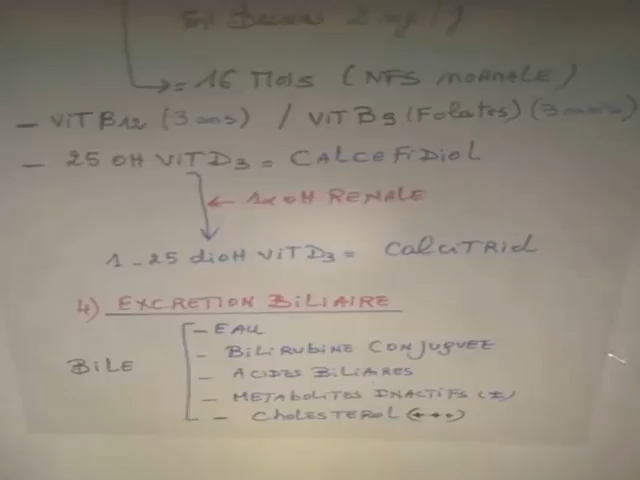 2 mg/j
→ = 16 MOIS (NFS NORMALE)
- ViT B12 (3 ans) / ViT B9 (Folates) (3 mois)
- 25 OH ViT D3 = CALCEFiDiOL
← 1α OH RENALE
1-25 diOH ViT D3 = CALCiTRiOL
4) EXCRETION BiLiAiRE
BiLE
- EAU
- BiLiRUBiNE CONJUGUEE
- ACiDES BiLiAiRES
- METABOLiTES INACTiFS (I)
- CHOLESTEROL (+++)